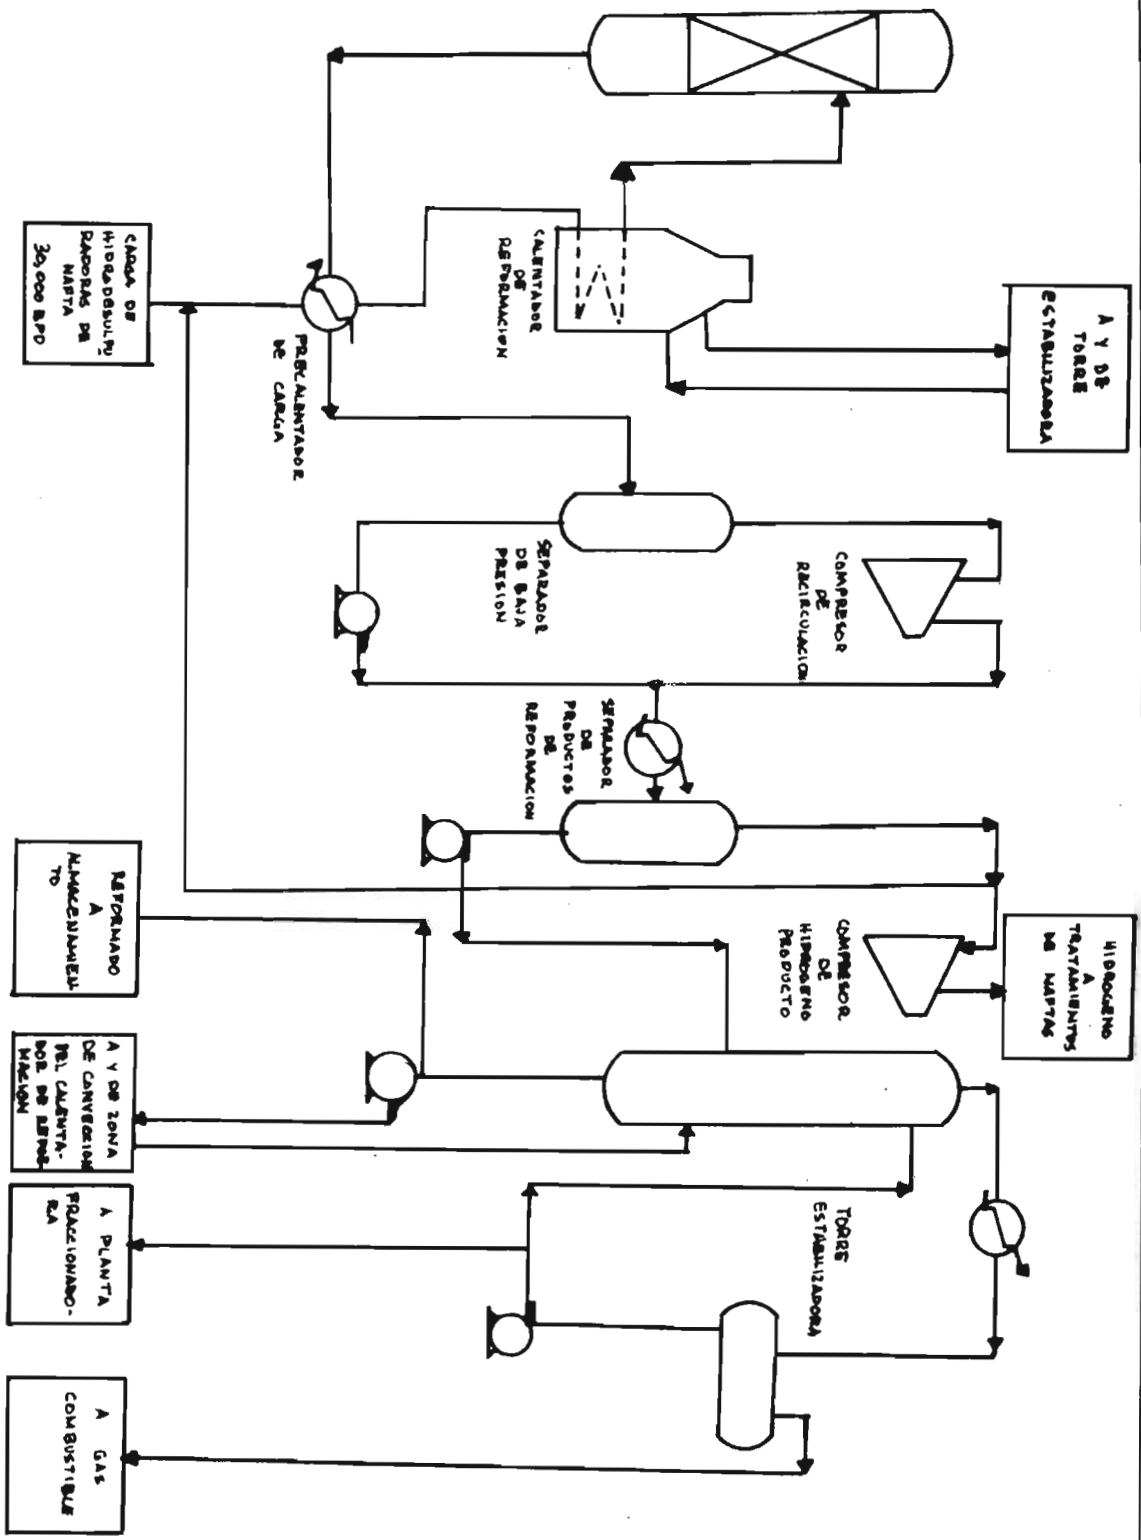 CARGA DE
HIDRODESULFU-
RADORAS DE
NAFTA
30,000 BPD
PRECALENTADOR
DE CARGA
CALENTADOR
DE
REFORMACION
A Y DE
TORRE
ESTABILIZADORA
SEPARADOR
DE BAJA
PRESION
COMPRESOR
DE
RECIRCULACION
SEPARADOR
DE
PRODUCTOS
DE
REFORMACION
COMPRESOR
DE
HIDROGENO
PRODUCTO
HIDROGENO
A
TRATAMIENTOS
DE NAFTAS
TORRE
ESTABILIZADORA
REFORMADO
A
ALMACENAMIEN
TO
A Y DE ZONA
DE CONVECCION
DEL CALENTA-
DOR DE REFOR-
MACION
A PLANTA
FRACCIONADO-
RA
A GAS
COMBUSTIBLE